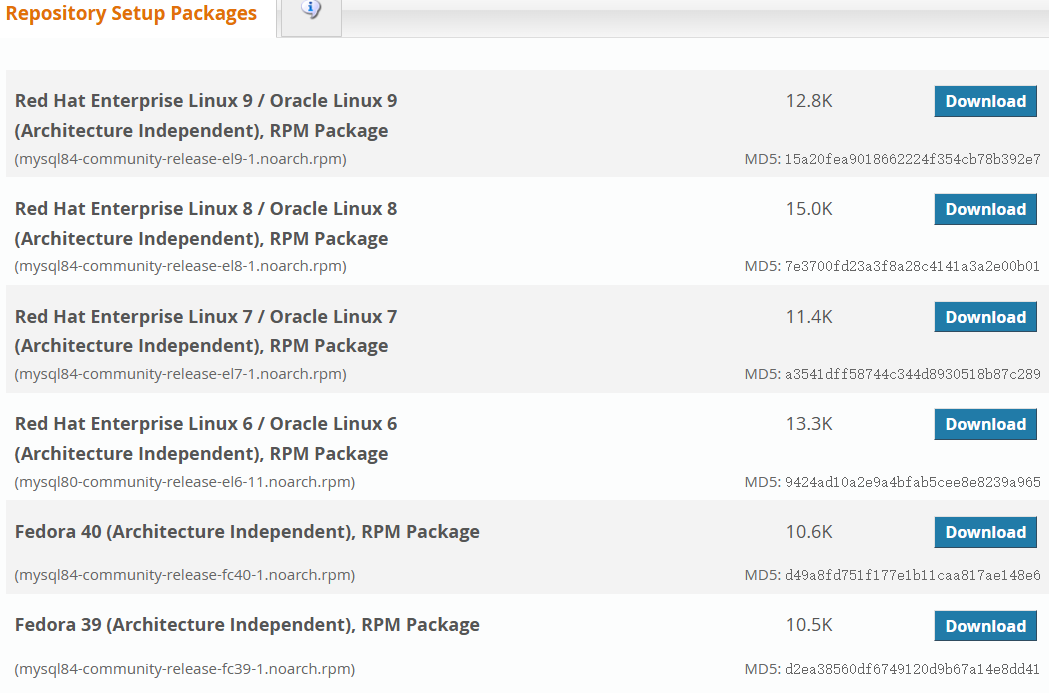 Repository Setup Packages
Red Hat Enterprise Linux 9 / Oracle Linux 9 12.8K Download
(Architecture Independent), RPM Package
(mysql84-community-release-el9-1.noarch.rpm) MD5: 15a20fea9018662224f354cb78b392e7
Red Hat Enterprise Linux 8 / Oracle Linux 8 15.0K Download
(Architecture Independent), RPM Package
(mysql84-community-release-el8-1.noarch.rpm) MD5: 7e3700fd23a3f8a28c4141a3a2e00b01
Red Hat Enterprise Linux 7 / Oracle Linux 7 11.4K Download
(Architecture Independent), RPM Package
(mysql84-community-release-el7-1.noarch.rpm) MD5: a3541dff58744c344d8930518b87c289
Red Hat Enterprise Linux 6 / Oracle Linux 6 13.3K Download
(Architecture Independent), RPM Package
(mysql80-community-release-el6-11.noarch.rpm) MD5: 9424ad10a2e9a4bfab5cee8e8239a965
Fedora 40 (Architecture Independent), RPM Package 10.6K Download
(mysql84-community-release-fc40-1.noarch.rpm) MD5: d49a8fd751f177e1b11caa817ae148e6
Fedora 39 (Architecture Independent), RPM Package 10.5K Download
(mysql84-community-release-fc39-1.noarch.rpm) MD5: d2ea38560df6749120d9b67a14e8dd41